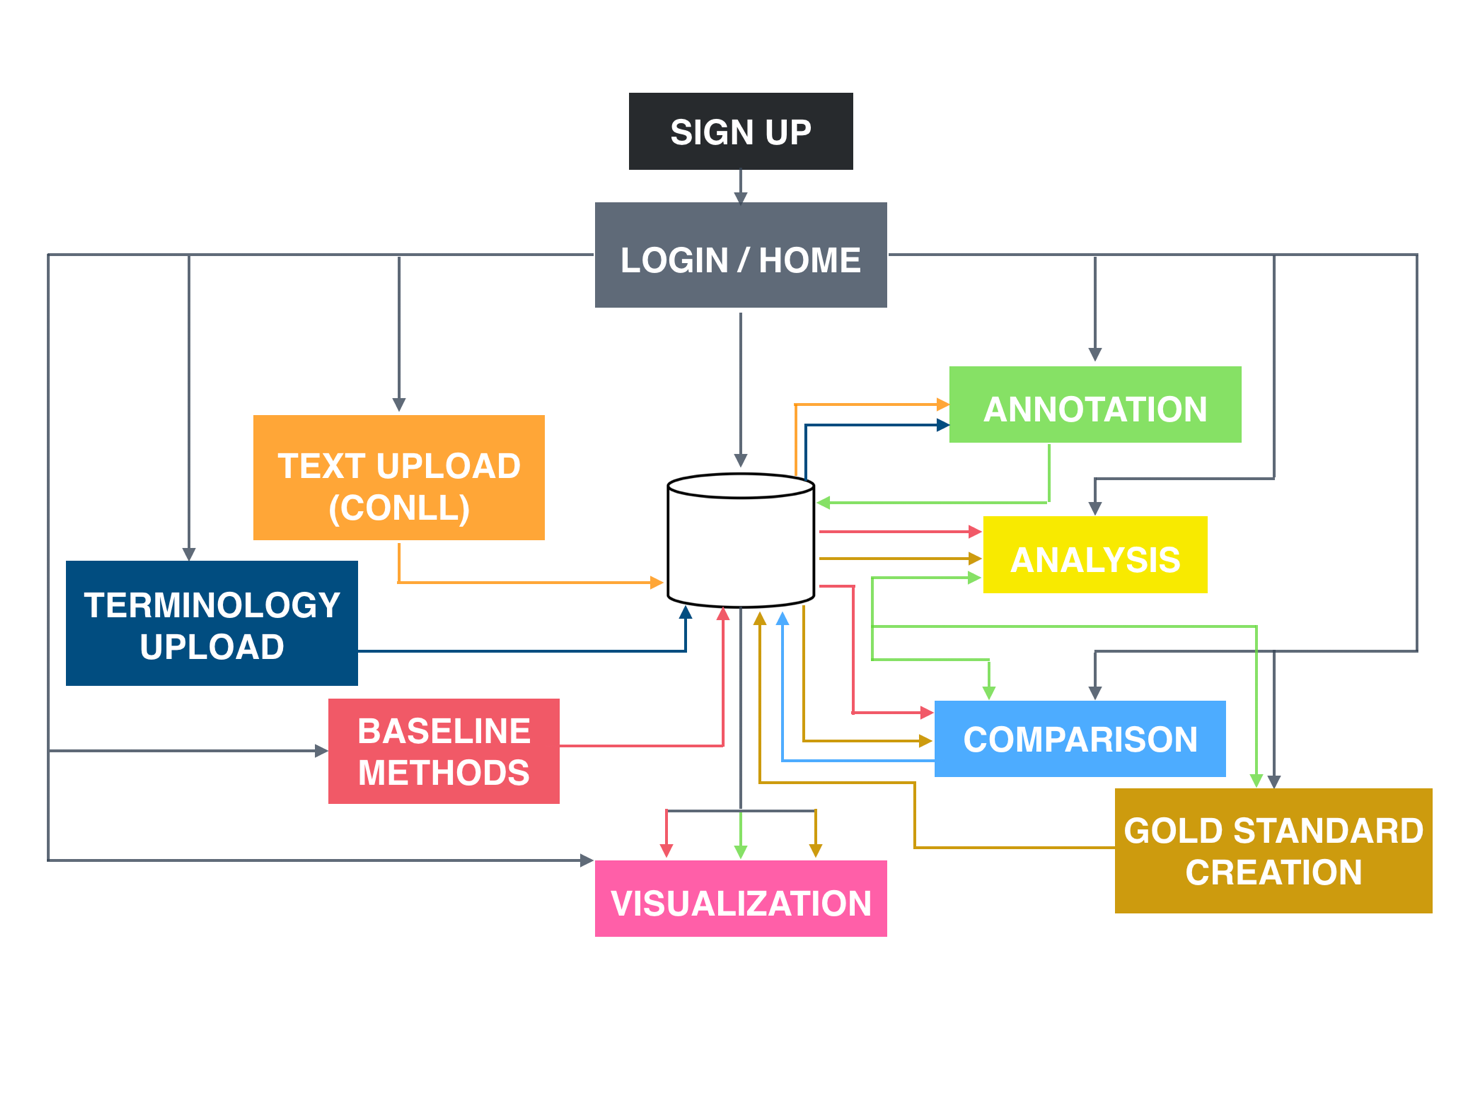 SIGN UP
LOGIN / HOME
ANNOTATION
TEXT UPLOAD
(CONLL)
ANALYSIS
TERMINOLOGY
UPLOAD
BASELINE
METHODS
COMPARISON
GOLD STANDARD
CREATION
VISUALIZATION